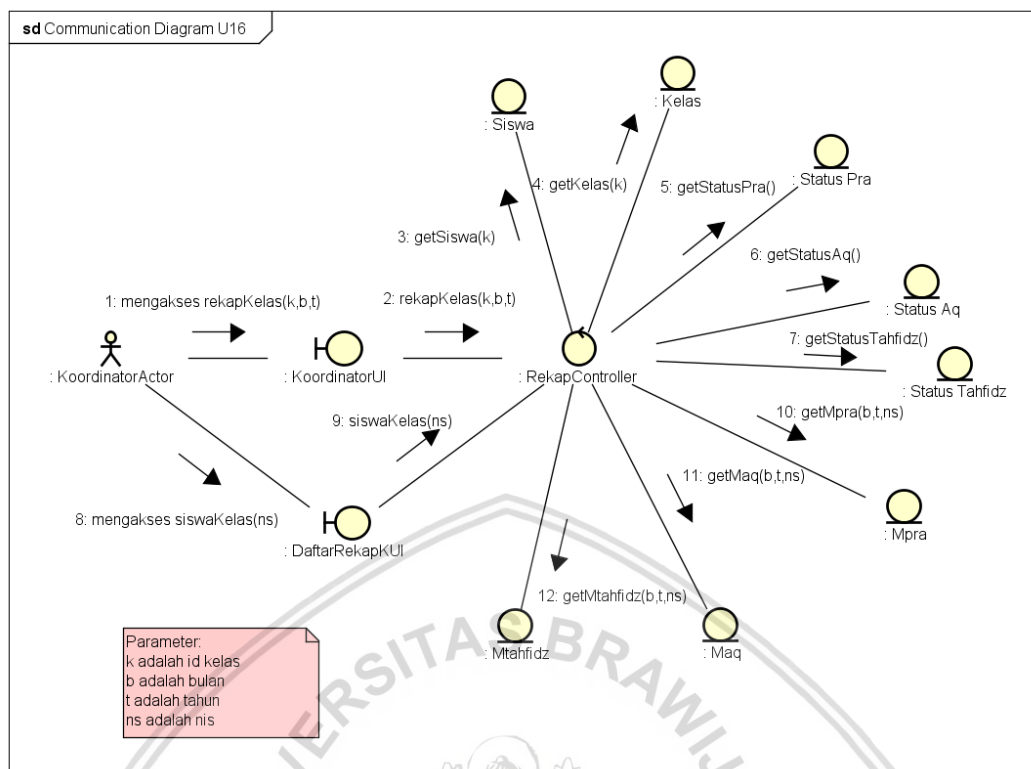 sd Communication Diagram U16
: Siswa
: Kelas
: Status Pra
4: getKelas(k)
5: getStatusPra()
3: getSiswa(k)
6: getStatusAq()
1: mengakses rekapKelas(k,b,t)
2: rekapKelas(k,b,t)
: Status Aq
7: getStatusTahfidz()
: KoordinatorActor
: KoordinatorUI
: RekapController
: Status Tahfidz
9: siswaKelas(ns)
10: getMpra(b,t,ns)
11: getMaq(b,t,ns)
8: mengakses siswaKelas(ns)
: Mpra
: DaftarRekapKUI
12: getMtahfidz(b,t,ns)
: Mtahfidz
: Maq
Parameter:
k adalah id kelas
b adalah bulan
t adalah tahun
ns adalah nis